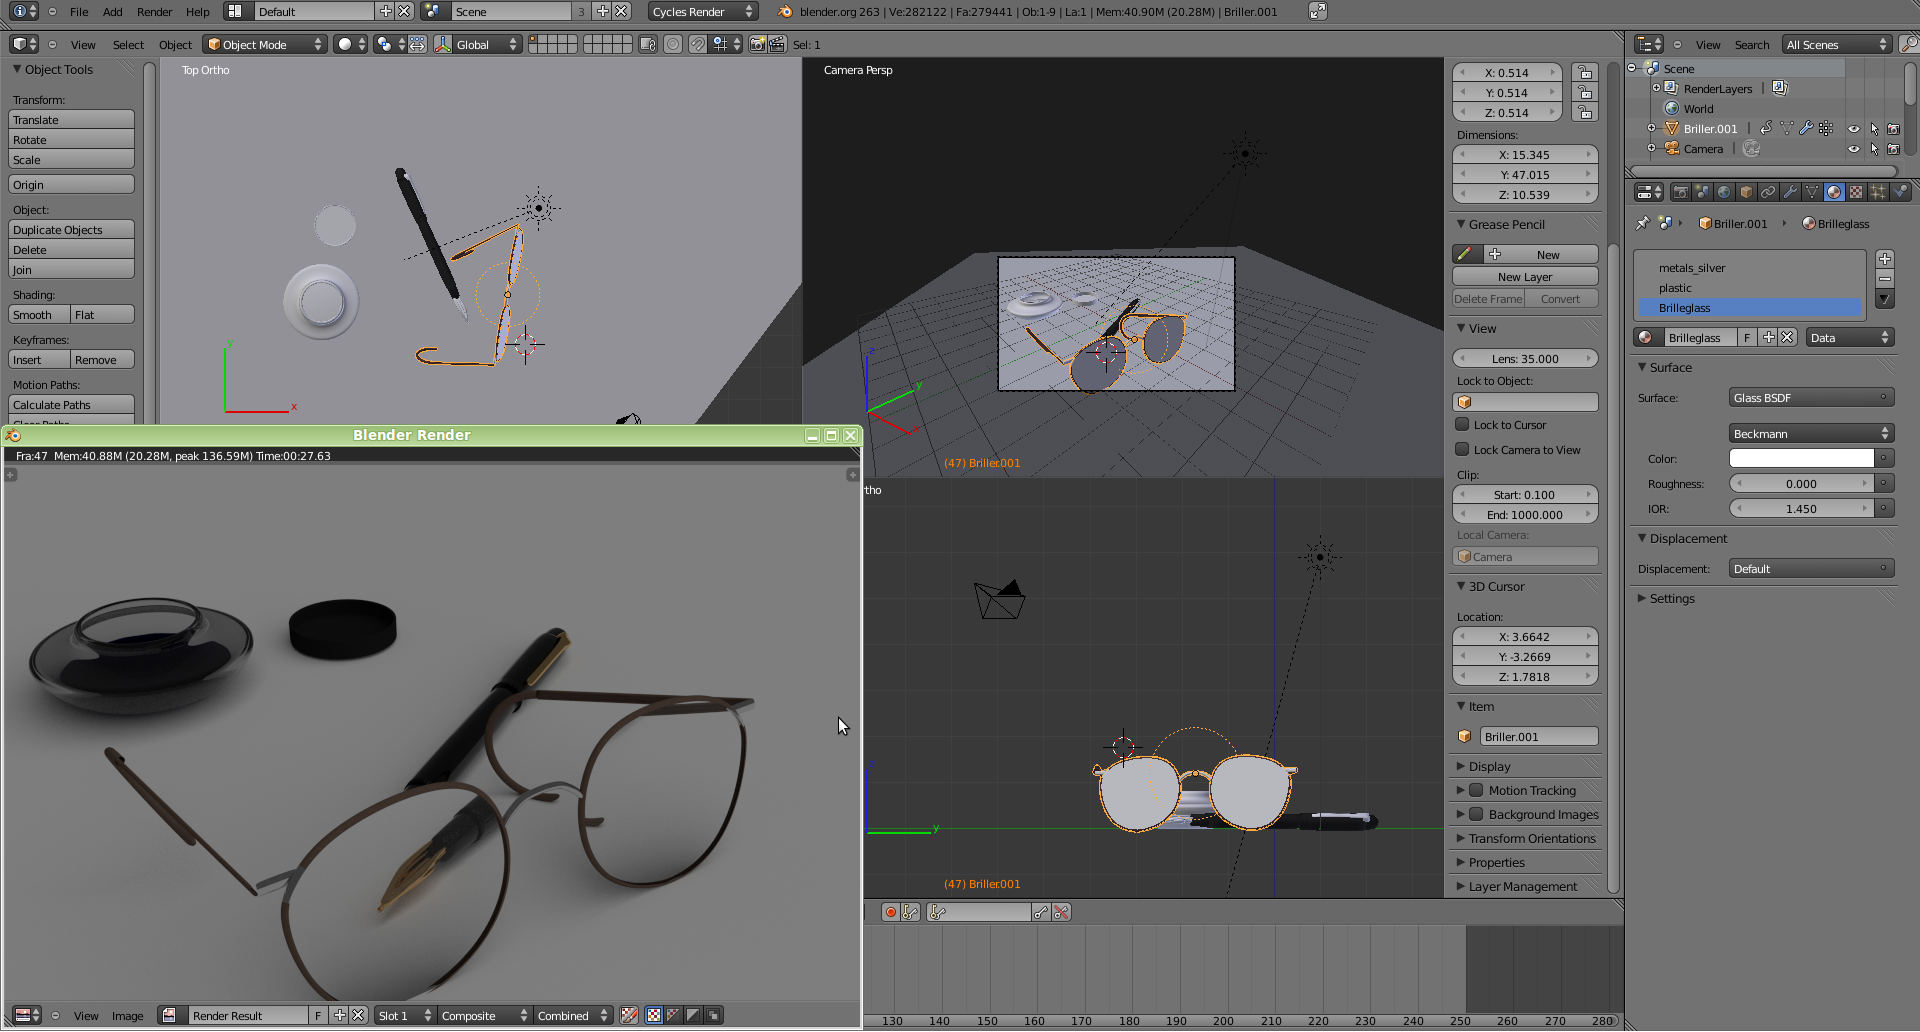 File Add Render Help Default Scene 3 Cycles Render blender.org 263 | Ve:282122 | Fa:279441 | Ob:1-9 | La:1 | Mem:40.90M (20.28M) | Briller.001
View Select Object Object Mode Global Sel: 1
View Search All Scenes
Object Tools
Transform:
Translate
Rotate
Scale
Origin
Object:
Duplicate Objects
Delete
Join
Shading:
Smooth Flat
Keyframes:
Insert Remove
Motion Paths:
Calculate Paths
Top Ortho
y
x
Camera Persp
z
y
(47) Briller.001
tho
y
(47) Briller.001
Blender Render
Fra:47 Mem:40.88M (20.28M, peak 136.59M) Time:00:27.63
View Image Render Result F Slot 1 Composite Combined
130 140 150 160 170 180 190 200 210 220 230 240 250 260 270 280
X: 0.514
Y: 0.514
Z: 0.514
Dimensions:
X: 15.345
Y: 47.015
Z: 10.539
Grease Pencil
New
New Layer
Delete Frame Convert
View
Lens: 35.000
Lock to Object:
Lock to Cursor
Lock Camera to View
Clip:
Start: 0.100
End: 1000.000
Local Camera:
Camera
3D Cursor
Location:
X: 3.6642
Y: -3.2669
Z: 1.7818
Item
Briller.001
Display
Motion Tracking
Background Images
Transform Orientations
Properties
Layer Management
Scene
RenderLayers
World
Briller.001
Camera
Briller.001 Brilleglass
metals_silver
plastic
Brilleglass
Brilleglass F Data
Surface
Surface: Glass BSDF
Beckmann
Color:
Roughness: 0.000
IOR: 1.450
Displacement
Displacement: Default
Settings